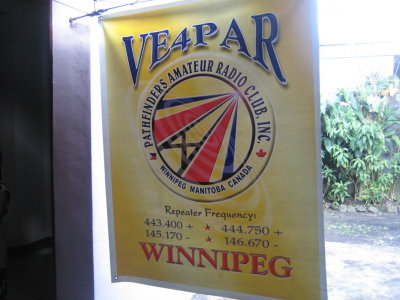 VE4PAR
PATHFINDERS AMATEUR RADIO CLUB, INC.
WINNIPEG MANITOBA CANADA
Repeater Frequency:
443.400 + ★ 444.750 +
145.170 - ★ 146.670 -
WINNIPEG